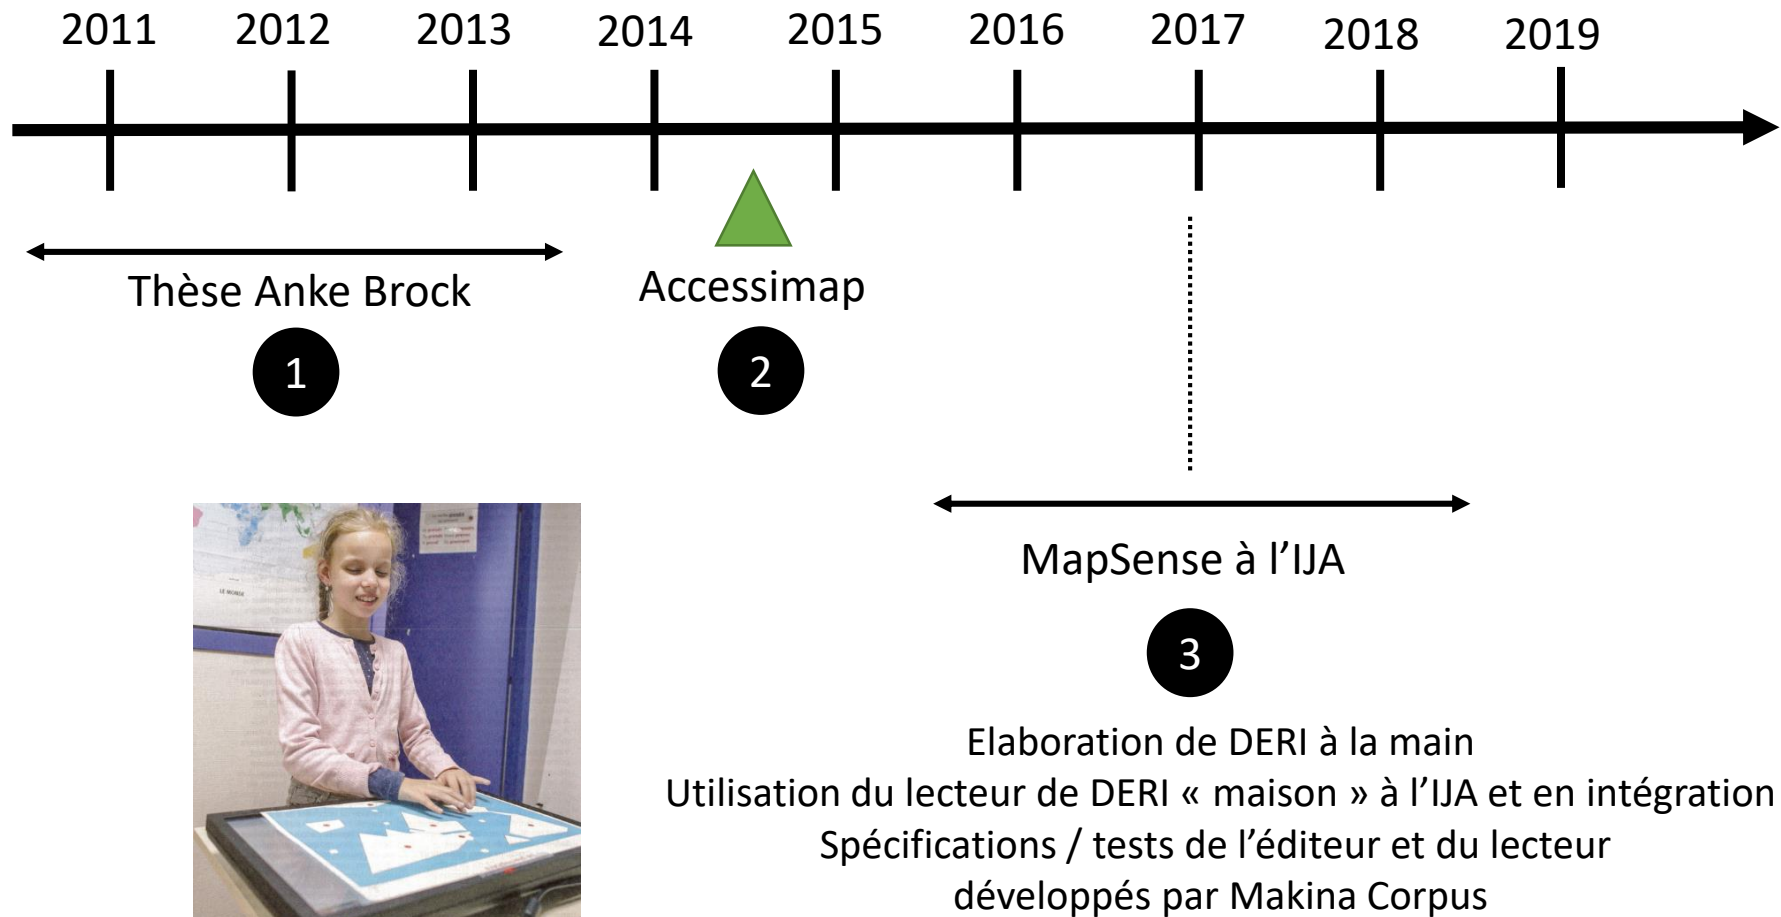 2011 2012 2013 2014 2015 2016 2017 2018 2019
Thèse Anke Brock
1
Accessimap
2
MapSense à l’IJA
3
Elaboration de DERI à la main
Utilisation du lecteur de DERI « maison » à l’IJA et en intégration
Spécifications / tests de l’éditeur et du lecteur
développés par Makina Corpus
LE MONDE